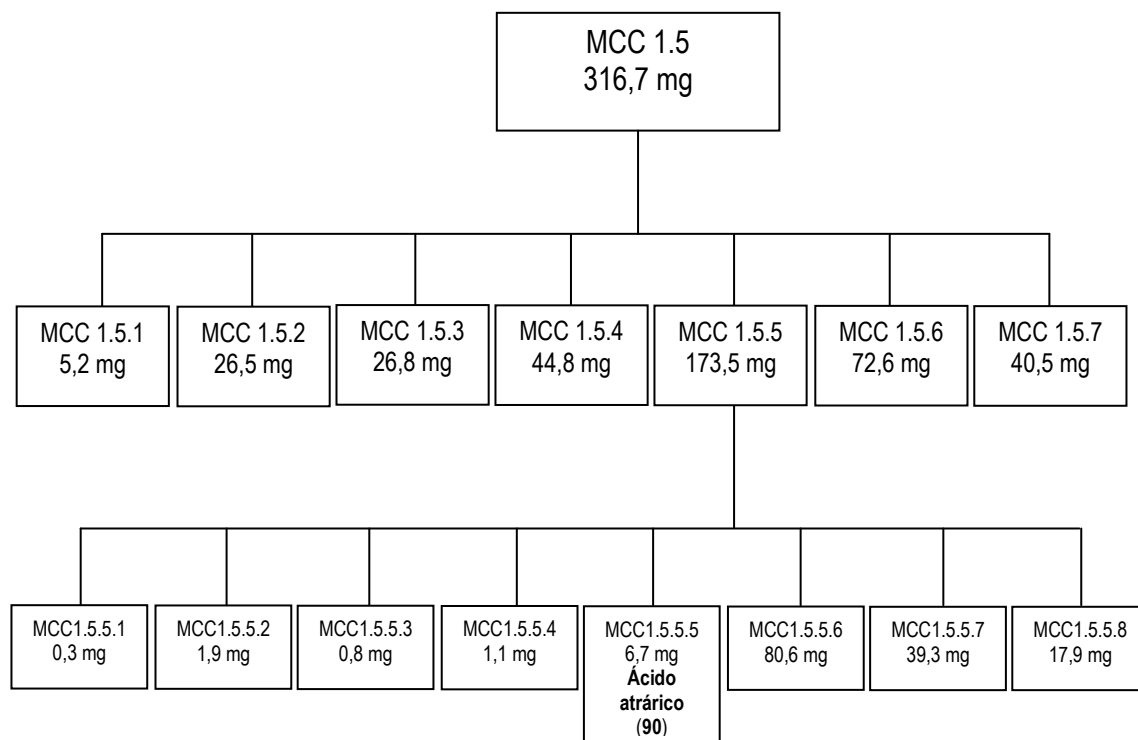 MCC 1.5
316,7 mg
MCC 1.5.1
5,2 mg
MCC 1.5.2
26,5 mg
MCC 1.5.3
26,8 mg
MCC 1.5.4
44,8 mg
MCC 1.5.5
173,5 mg
MCC 1.5.6
72,6 mg
MCC 1.5.7
40,5 mg
MCC1.5.5.1
0,3 mg
MCC1.5.5.2
1,9 mg
MCC1.5.5.3
0,8 mg
MCC1.5.5.4
1,1 mg
MCC1.5.5.5
6,7 mg
Ácido
atrárico
(90)
MCC1.5.5.6
80,6 mg
MCC1.5.5.7
39,3 mg
MCC1.5.5.8
17,9 mg